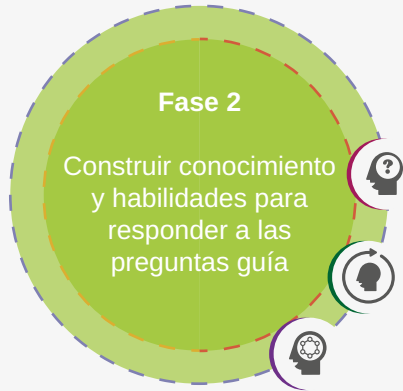 Fase 2
Construir conocimiento
y habilidades para
responder a las
preguntas guía
?